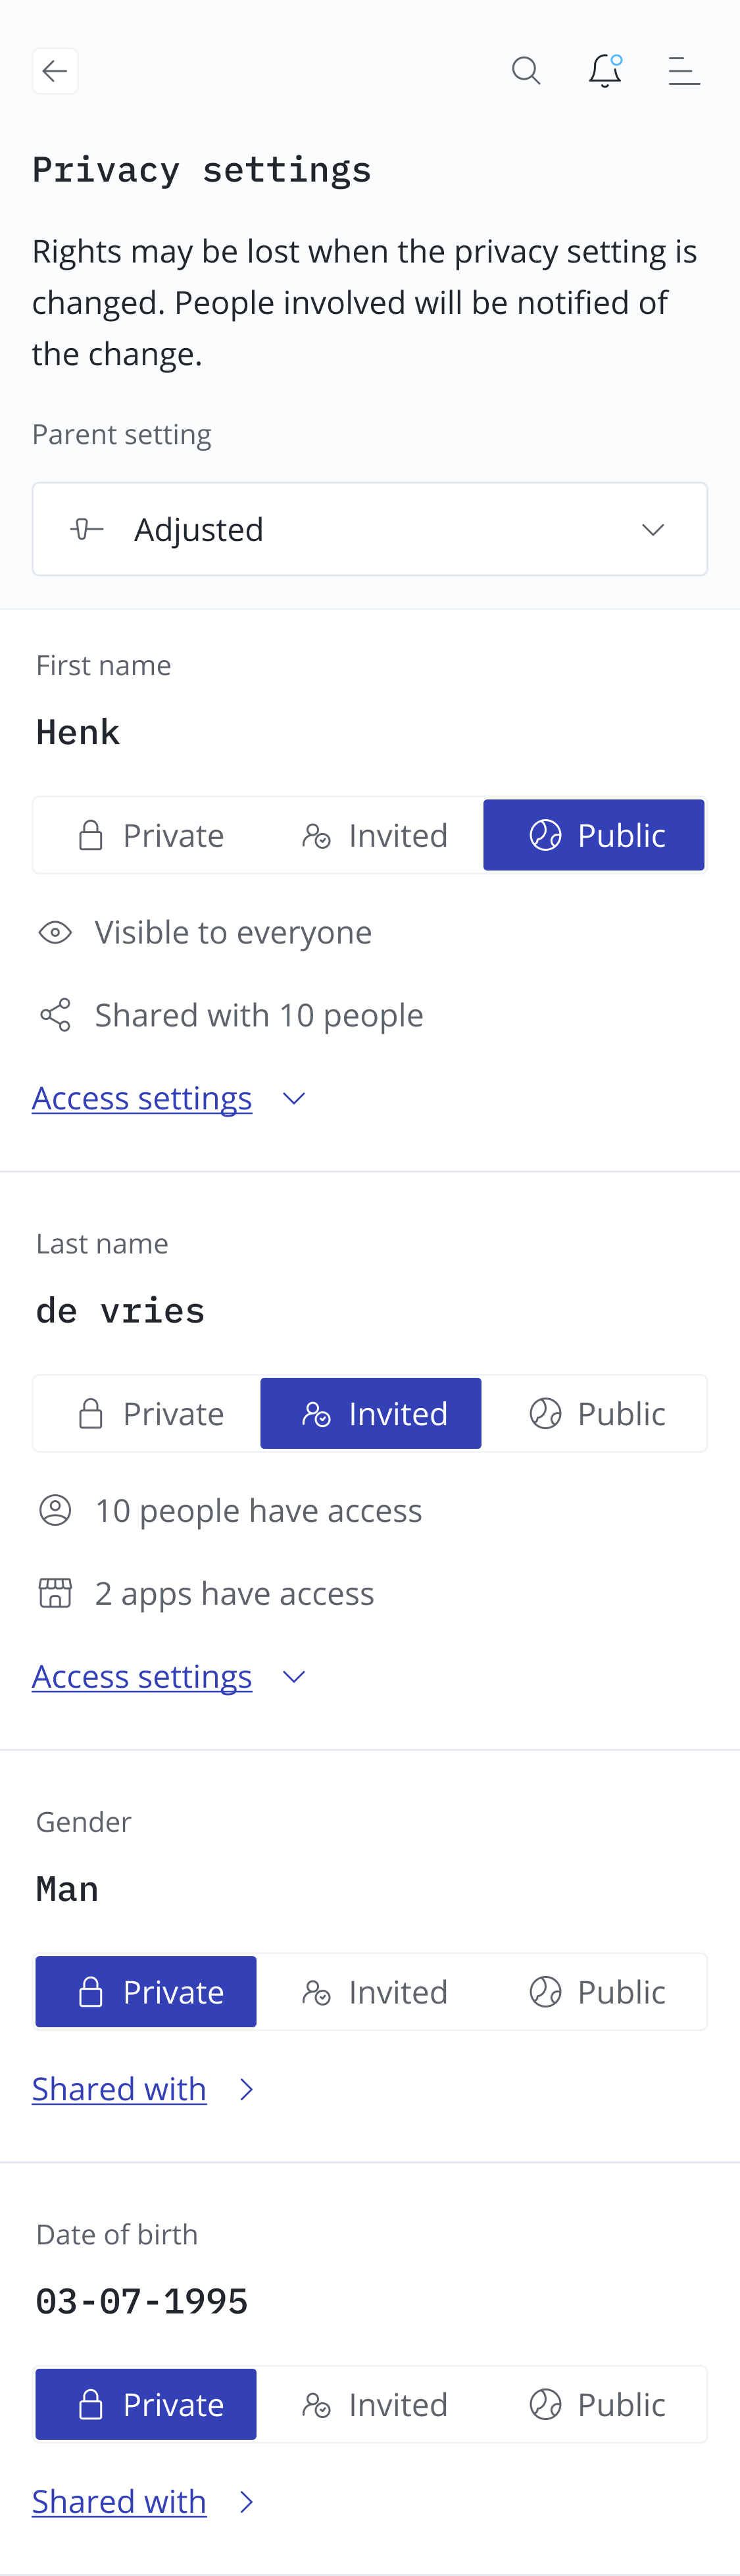 Privacy settings
Rights may be lost when the privacy setting is
changed. People involved will be notified of
the change.
Parent setting
Adjusted
First name
Henk
Private Invited Public
Visible to everyone
Shared with 10 people
Access settings
Last name
de vries
Private Invited Public
10 people have access
2 apps have access
Access settings
Gender
Man
Private Invited Public
Shared with
Date of birth
03-07-1995
Private Invited Public
Shared with